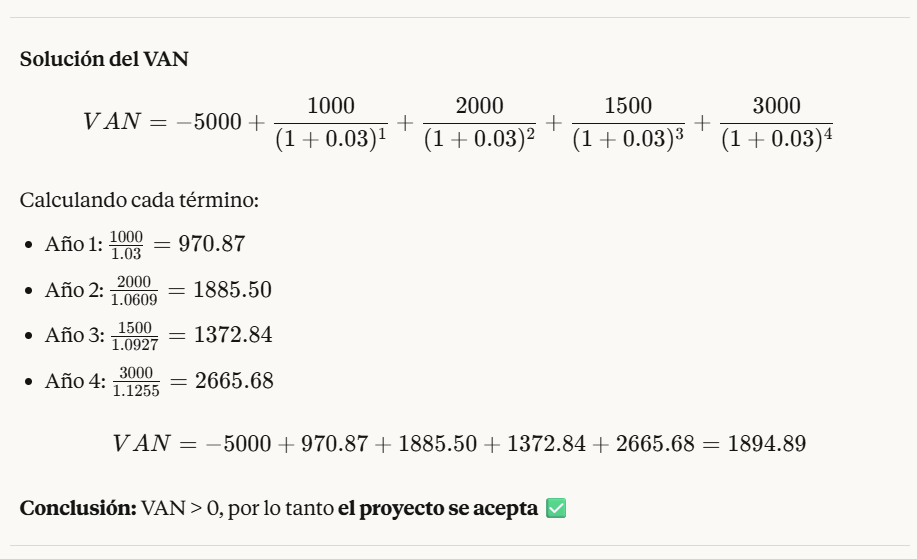 Solución del VAN
VAN = −5000 + 1000/(1 + 0.03)^1 + 2000/(1 + 0.03)^2 + 1500/(1 + 0.03)^3 + 3000/(1 + 0.03)^4
Calculando cada término:
• Año 1: 1000/1.03 = 970.87
• Año 2: 2000/1.0609 = 1885.50
• Año 3: 1500/1.0927 = 1372.84
• Año 4: 3000/1.1255 = 2665.68
VAN = −5000 + 970.87 + 1885.50 + 1372.84 + 2665.68 = 1894.89
Conclusión: VAN > 0, por lo tanto el proyecto se acepta ✅